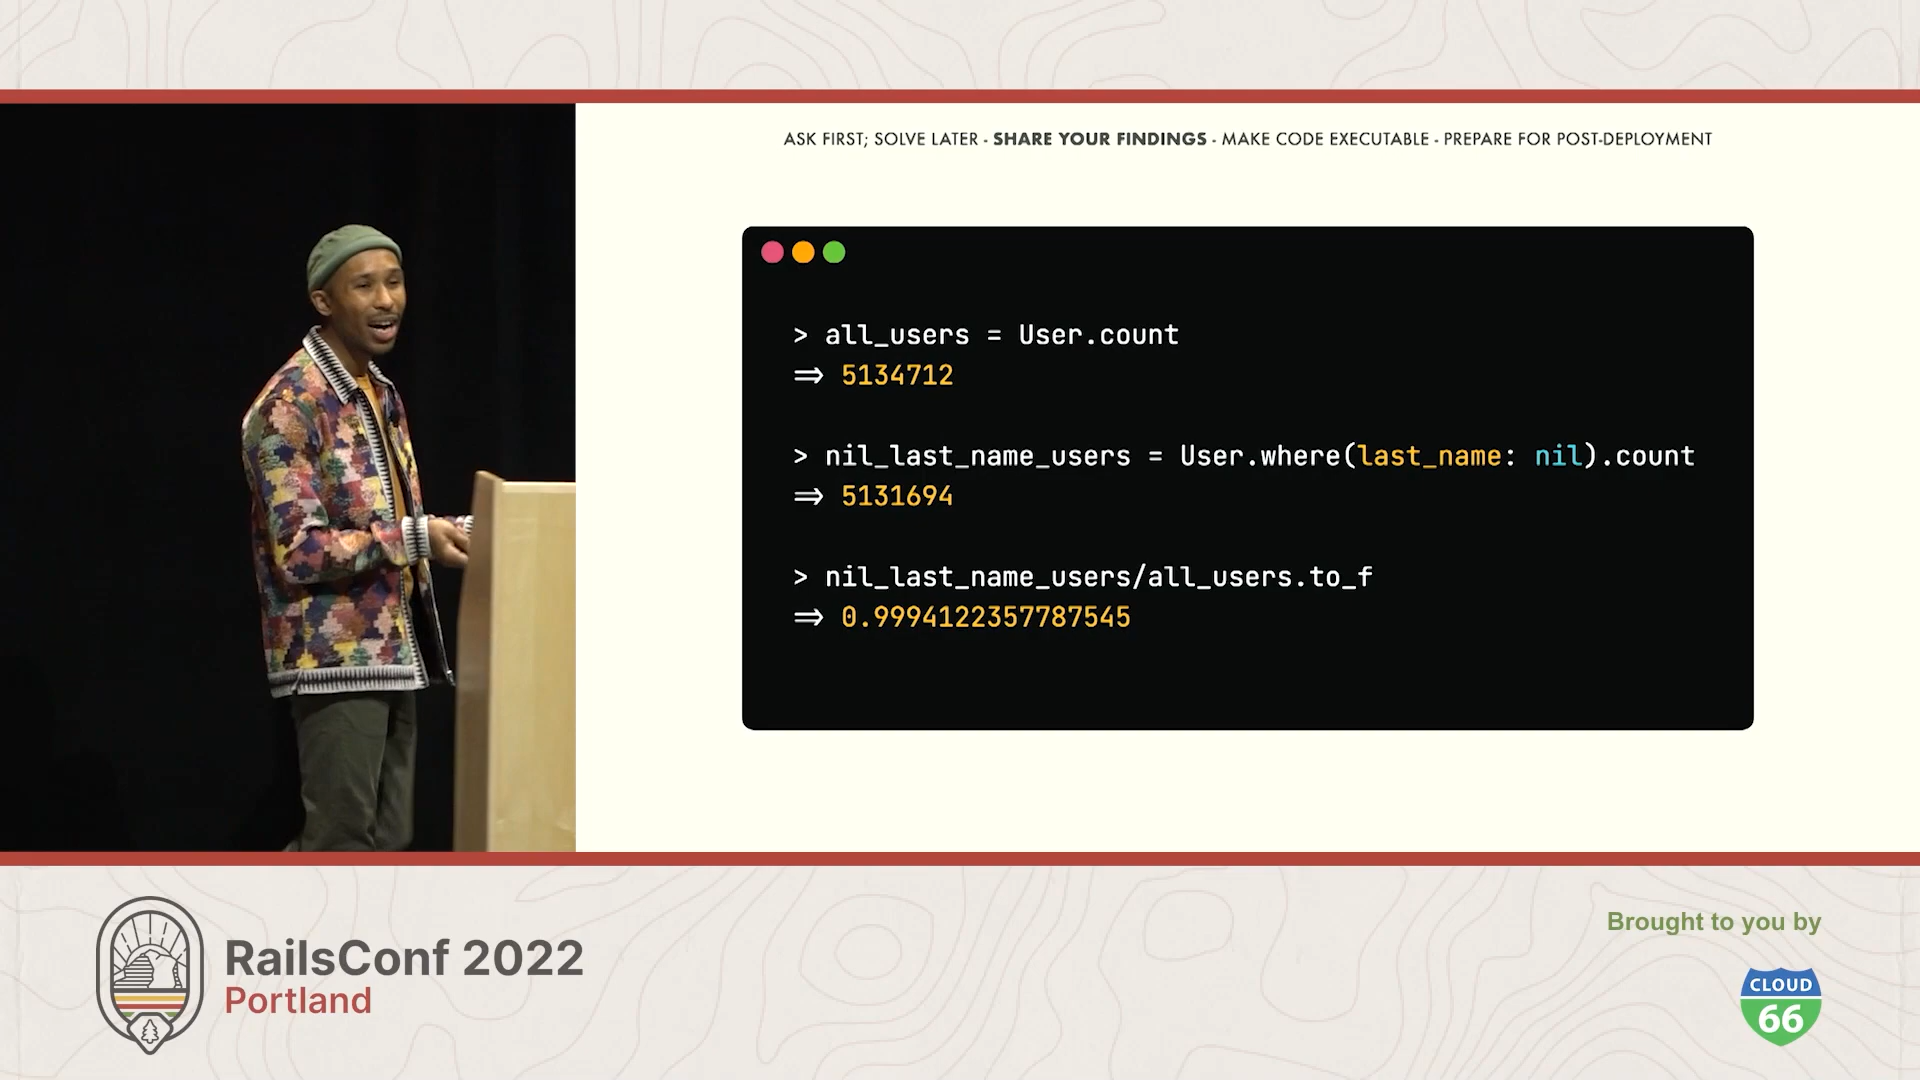 ASK FIRST; SOLVE LATER - SHARE YOUR FINDINGS - MAKE CODE EXECUTABLE - PREPARE FOR POST-DEPLOYMENT
> all_users = User.count
=> 5134712
> nil_last_name_users = User.where(last_name: nil).count
=> 5131694
> nil_last_name_users/all_users.to_f
=> 0.9994122357787545
RailsConf 2022
Portland
Brought to you by
CLOUD
66